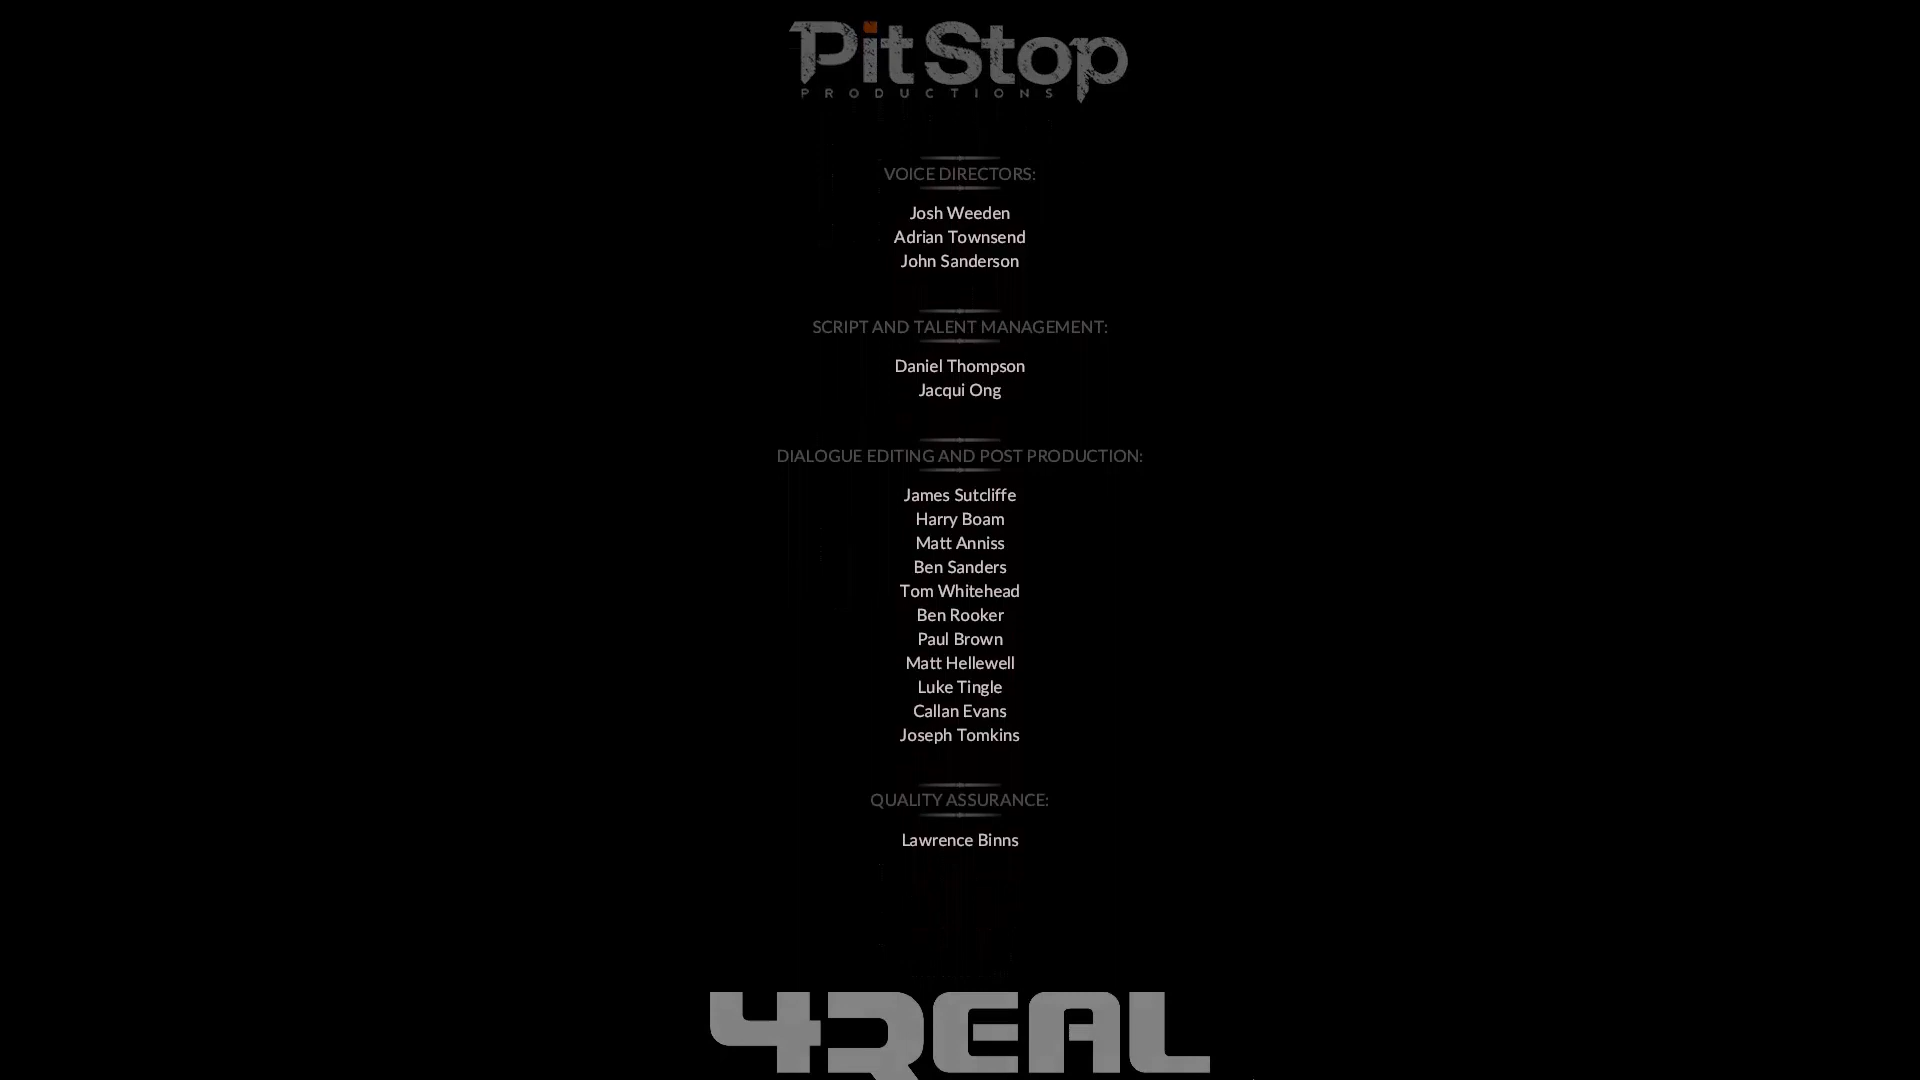 PitStop
PRODUCTIONS
VOICE DIRECTORS:
Josh Weeden
Adrian Townsend
John Sanderson
SCRIPT AND TALENT MANAGEMENT:
Daniel Thompson
Jacqui Ong
DIALOGUE EDITING AND POST PRODUCTION:
James Sutcliffe
Harry Boam
Matt Anniss
Ben Sanders
Tom Whitehead
Ben Rooker
Paul Brown
Matt Hellewell
Luke Tingle
Callan Evans
Joseph Tomkins
QUALITY ASSURANCE:
Lawrence Binns
4REAL